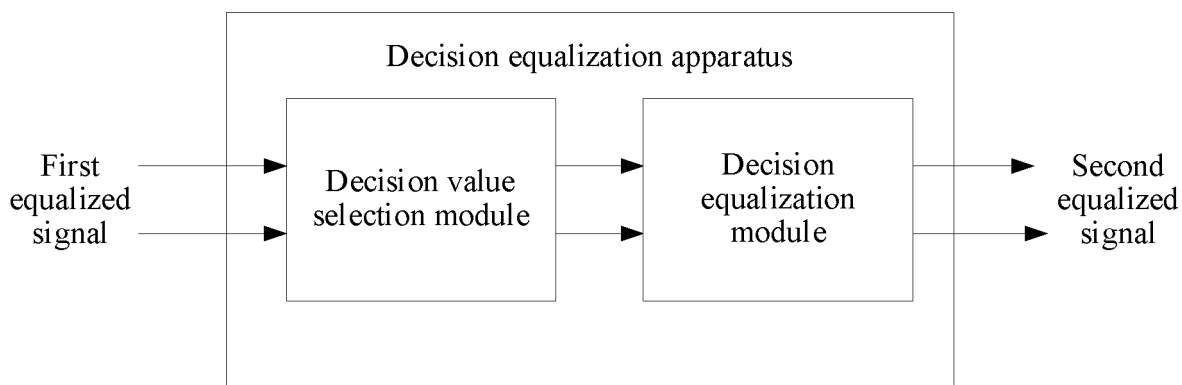 Decision equalization apparatus
First
equalized
signal
Decision value
selection module
Decision
equalization
module
Second
equalized
signal